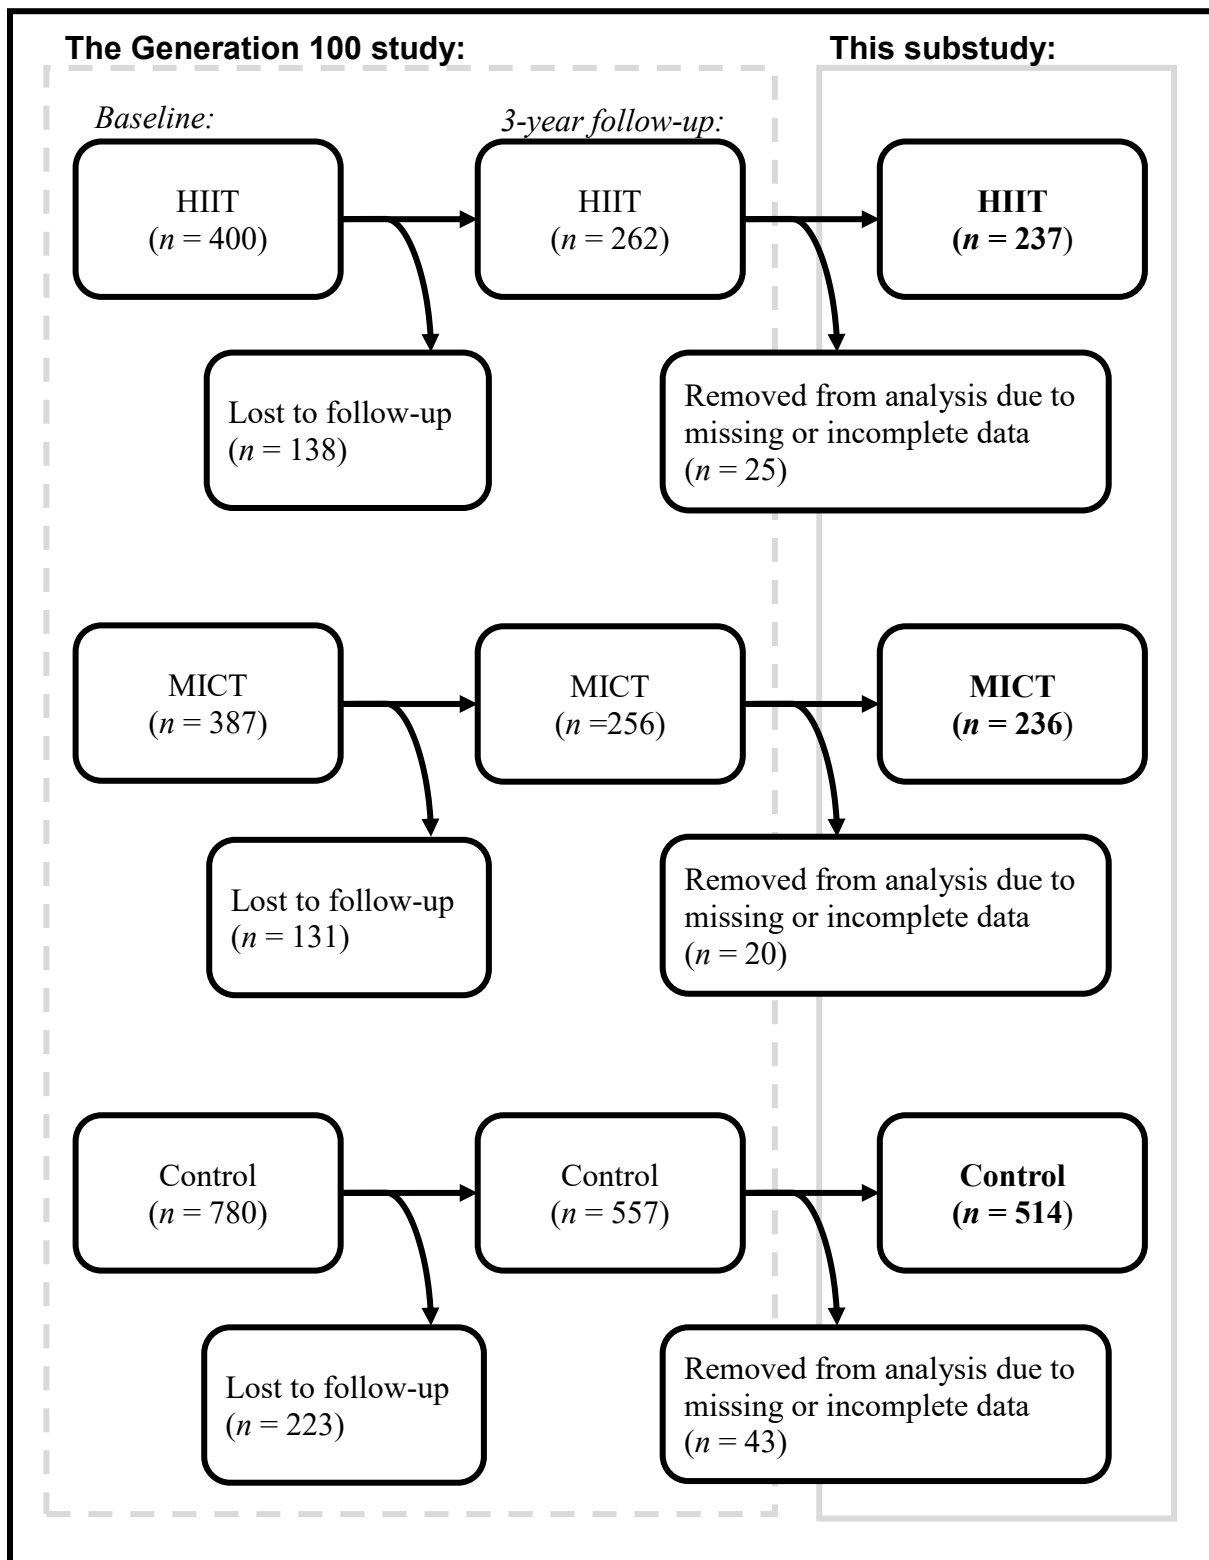 The Generation 100 study:
This substudy:
Baseline:
3-year follow-up:
HIIT
(n = 400)
HIIT
(n = 262)
HIIT
(n = 237)
Lost to follow-up
(n = 138)
Removed from analysis due to
missing or incomplete data
(n = 25)
MICT
(n = 387)
MICT
(n =256)
MICT
(n = 236)
Lost to follow-up
(n = 131)
Removed from analysis due to
missing or incomplete data
(n = 20)
Control
(n = 780)
Control
(n = 557)
Control
(n = 514)
Lost to follow-up
(n = 223)
Removed from analysis due to
missing or incomplete data
(n = 43)